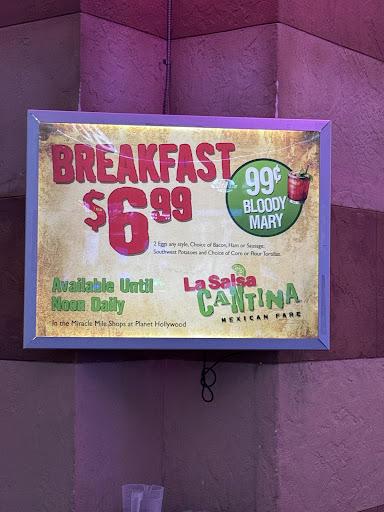 BREAKFAST
$6.99
99¢
BLOODY
MARY
2 Eggs any style, Choice of Bacon, Ham or Sausage,
Southwest Potatoes and Choice of Corn or Flour Tortillas.
Available Until
Noon Daily
La Salsa
CANTINA
MEXICAN FARE
In the Miracle Mile Shops at Planet Hollywood